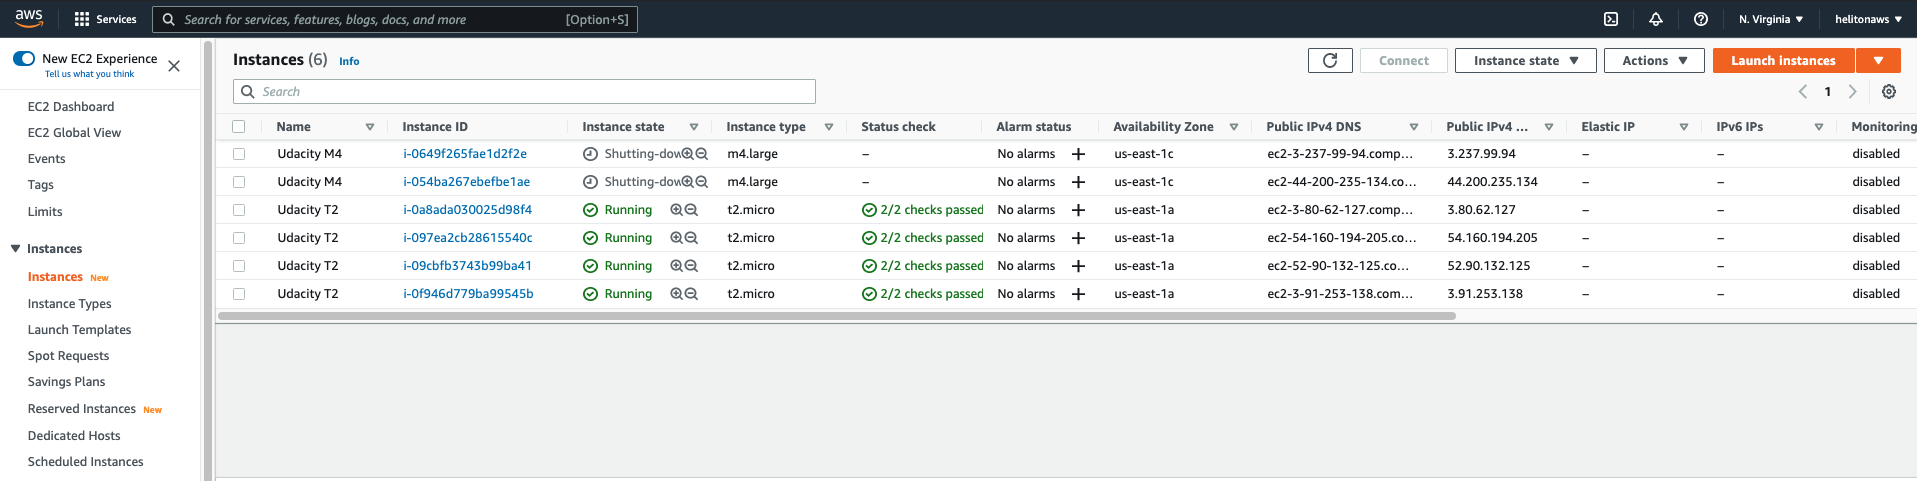 aws
Services
Search for services, features, blogs, docs, and more [Option+S]
N. Virginia
helitonaws
New EC2 Experience
Tell us what you think
EC2 Dashboard
EC2 Global View
Events
Tags
Limits
Instances
Instances New
Instance Types
Launch Templates
Spot Requests
Savings Plans
Reserved Instances New
Dedicated Hosts
Scheduled Instances
Instances (6) Info
Connect
Instance state
Actions
Launch instances
Search
1
Name Instance ID Instance state Instance type Status check Alarm status Availability Zone Public IPv4 DNS Public IPv4 ... Elastic IP IPv6 IPs Monitoring
Udacity M4 i-0649f265fae1d2f2e Shutting-dow m4.large – No alarms + us-east-1c ec2-3-237-99-94.comp... 3.237.99.94 – – disabled
Udacity M4 i-054ba267ebefbe1ae Shutting-dow m4.large – No alarms + us-east-1c ec2-44-200-235-134.co... 44.200.235.134 – – disabled
Udacity T2 i-0a8ada030025d98f4 Running t2.micro 2/2 checks passed No alarms + us-east-1a ec2-3-80-62-127.comp... 3.80.62.127 – – disabled
Udacity T2 i-097ea2cb28615540c Running t2.micro 2/2 checks passed No alarms + us-east-1a ec2-54-160-194-205.co... 54.160.194.205 – – disabled
Udacity T2 i-09cbfb3743b99ba41 Running t2.micro 2/2 checks passed No alarms + us-east-1a ec2-52-90-132-125.co... 52.90.132.125 – – disabled
Udacity T2 i-0f946d779ba99545b Running t2.micro 2/2 checks passed No alarms + us-east-1a ec2-3-91-253-138.com... 3.91.253.138 – – disabled